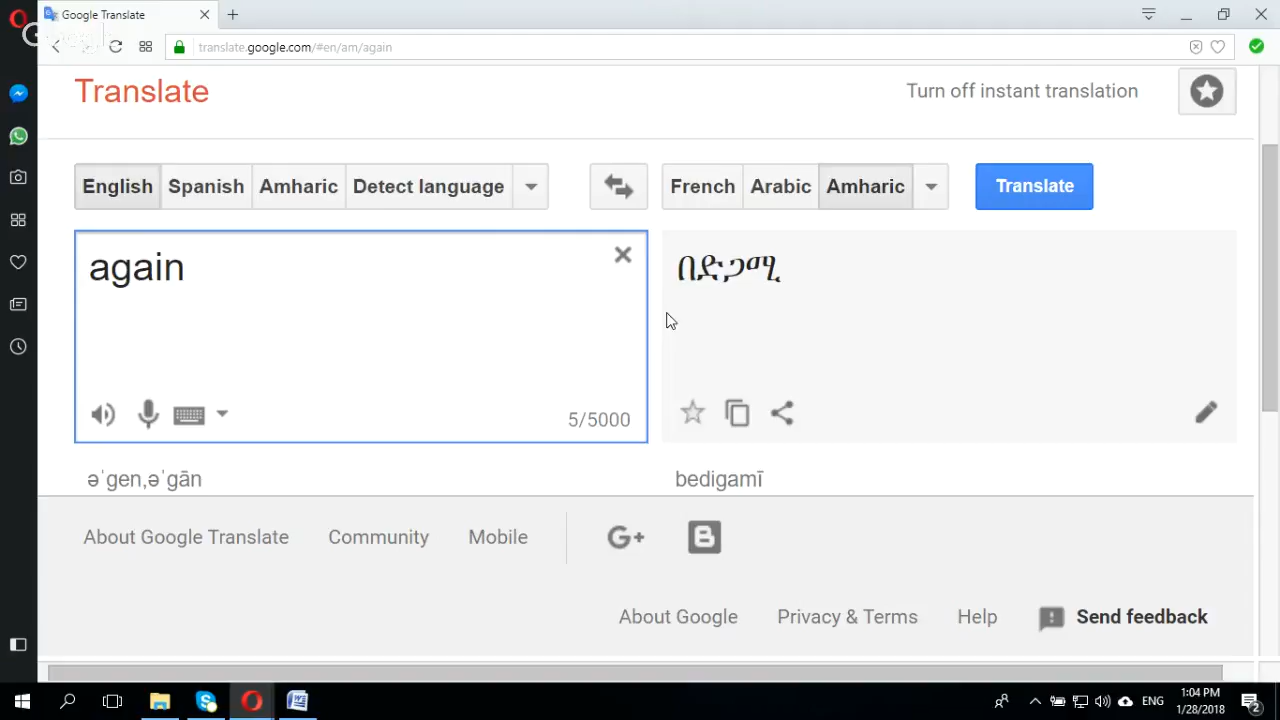 Google Translate
translate.google.com/#en/am/again
Translate
Turn off instant translation
English Spanish Amharic Detect language
French Arabic Amharic
Translate
again
በድጋሚ
5/5000
əˈgen,əˈgān
bedigamī
About Google Translate Community Mobile
G+
About Google Privacy & Terms Help Send feedback
ENG
1:04 PM
1/28/2018
2